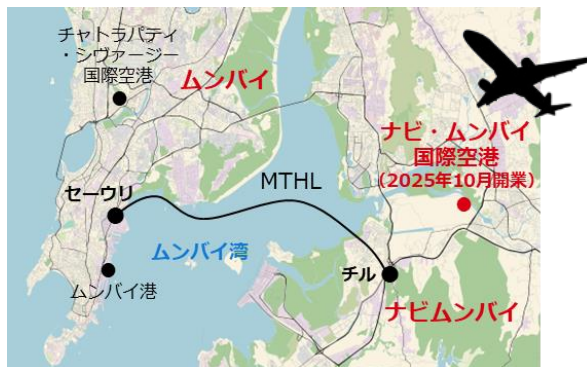 チャトラパティ
・シヴァージー
国際空港
ムンバイ
ナビ・ムンバイ
国際空港
（2025年10月開業）
セーウリ
MTHL
ムンバイ湾
チル
ムンバイ港
ナビムンバイ